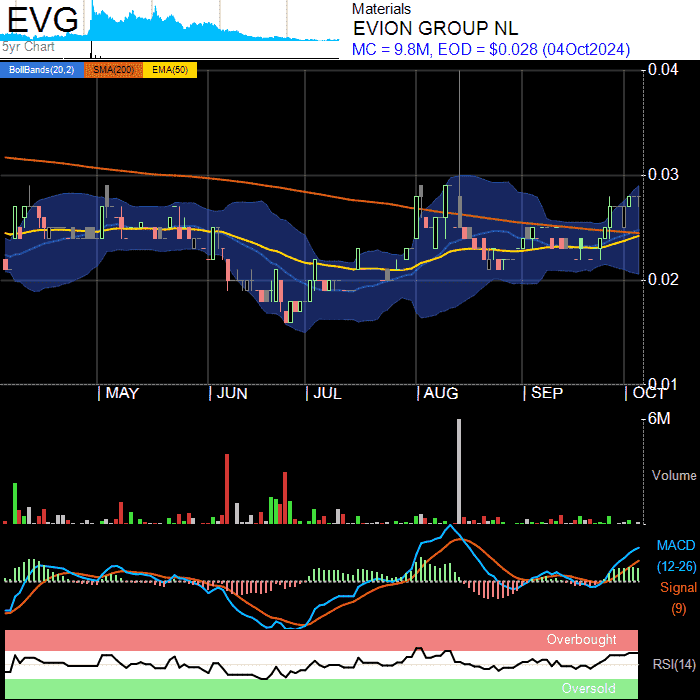 EVG
5yr Chart
Materials
EVION GROUP NL
MC = 9.8M, EOD = $0.028 (04Oct2024)
BollBands(20,2) SMA(200) EMA(50)
0.04
0.03
0.02
0.01
MAY JUN JUL AUG SEP OCT
6M
Volume
MACD
(12-26)
Signal
(9)
Overbought
RSI(14)
Oversold